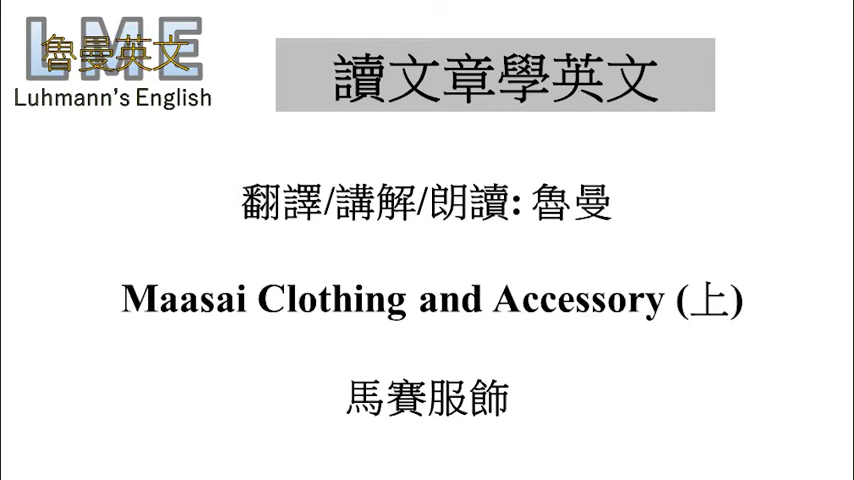 LME
魯曼英文
Luhmann's English
讀文章學英文
翻譯/講解/朗讀: 魯曼
Maasai Clothing and Accessory (上)
馬賽服飾